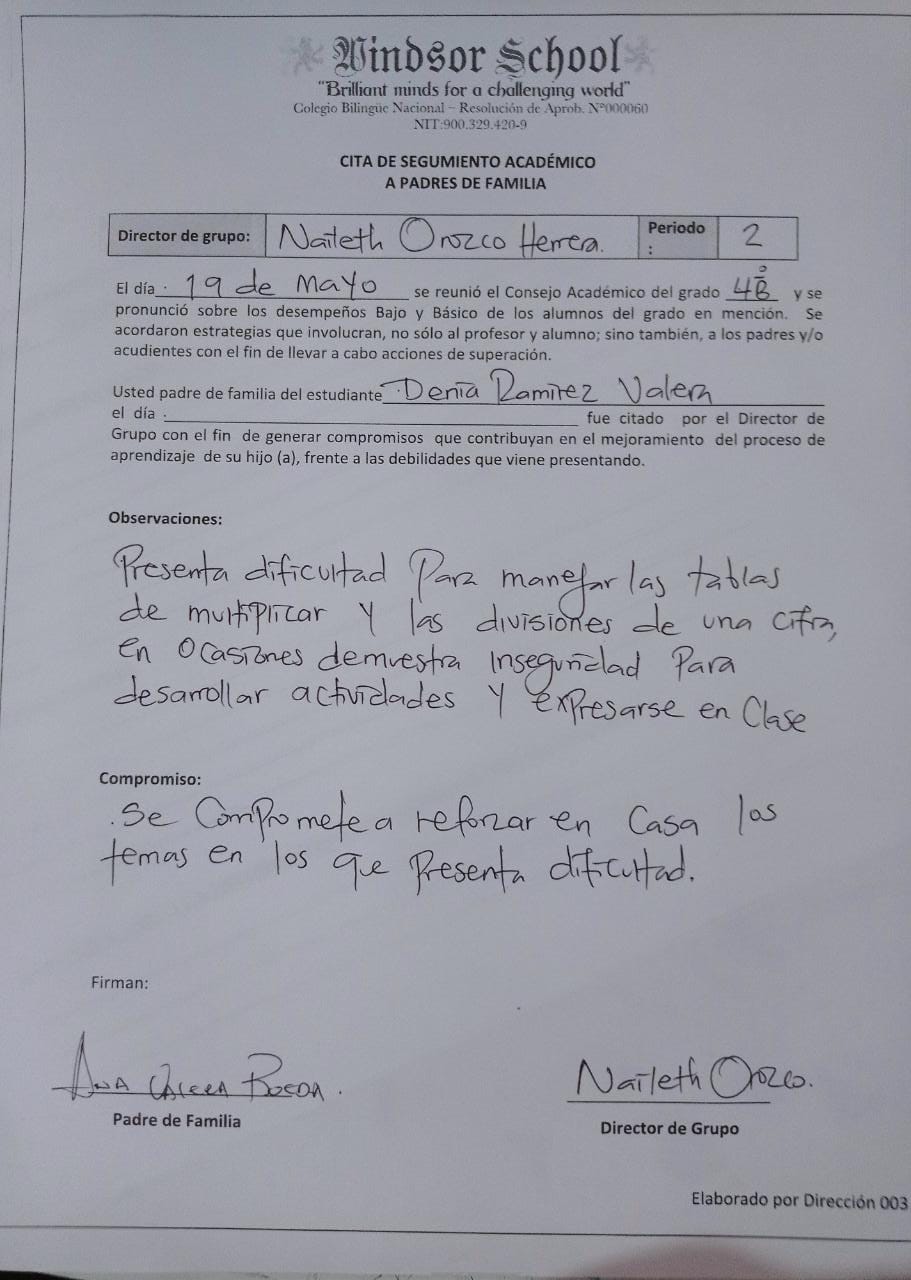 Windsor School
"Brilliant minds for a challenging world"
Colegio Bilingüe Nacional – Resolución de Aprob. N°000060
NIT:900.329.420-9
CITA DE SEGUMIENTO ACADÉMICO
A PADRES DE FAMILIA
Director de grupo: Naileth Orozco Herrera. Periodo : 2
El día 19 de Mayo se reunió el Consejo Académico del grado 4°B y se
pronunció sobre los desempeños Bajo y Básico de los alumnos del grado en mención. Se
acordaron estrategias que involucran, no sólo al profesor y alumno; sino también, a los padres y/o
acudientes con el fin de llevar a cabo acciones de superación.
Usted padre de familia del estudiante Denia Ramirez Valera
el día . fue citado por el Director de
Grupo con el fin de generar compromisos que contribuyan en el mejoramiento del proceso de
aprendizaje de su hijo (a), frente a las debilidades que viene presentando.
Observaciones:
Presenta dificultad Para manejar las tablas
de multiplicar y las divisiones de una cifra,
en Ocasiones demuestra inseguridad Para
desarrollar actividades y expresarse en Clase
Compromiso:
. Se Compromete a reforzar en Casa los
temas en los que Presenta dificultad.
Firman:
Ana Valera
Naileth Orozco.
Padre de Familia
Director de Grupo
Elaborado por Dirección 003